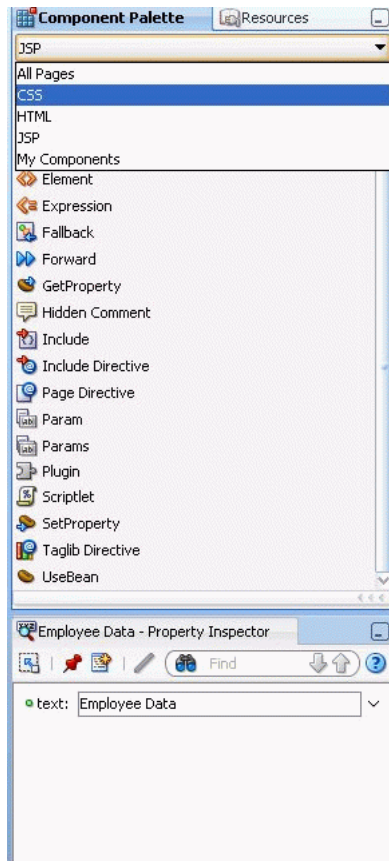 Component Palette Resources
JSP
All Pages
CSS
HTML
JSP
My Components
Element
Expression
Fallback
Forward
GetProperty
Hidden Comment
Include
Include Directive
Page Directive
Param
Params
Plugin
Scriptlet
SetProperty
Taglib Directive
UseBean
Employee Data - Property Inspector
Find
text: Employee Data